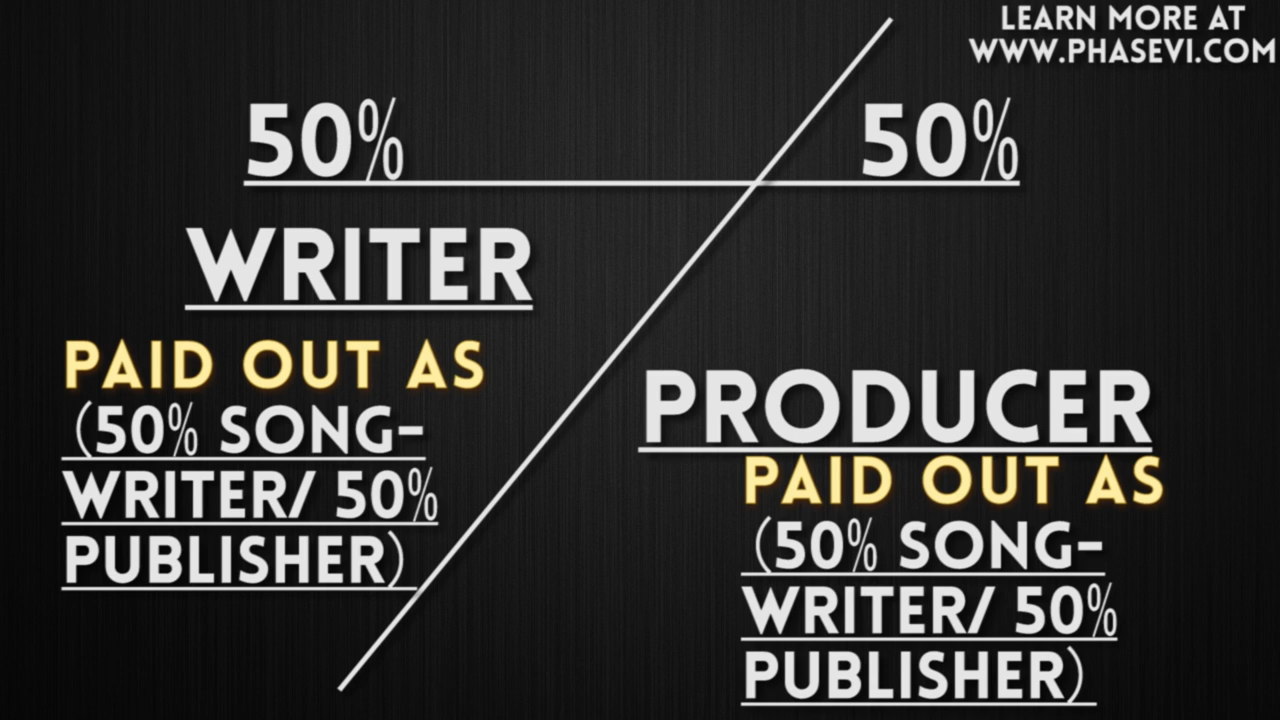 LEARN MORE AT
WWW.PHASEVI.COM
50%
50%
WRITER
PAID OUT AS
(50% SONG-
WRITER/ 50%
PUBLISHER)
PRODUCER
PAID OUT AS
(50% SONG-
WRITER/ 50%
PUBLISHER)